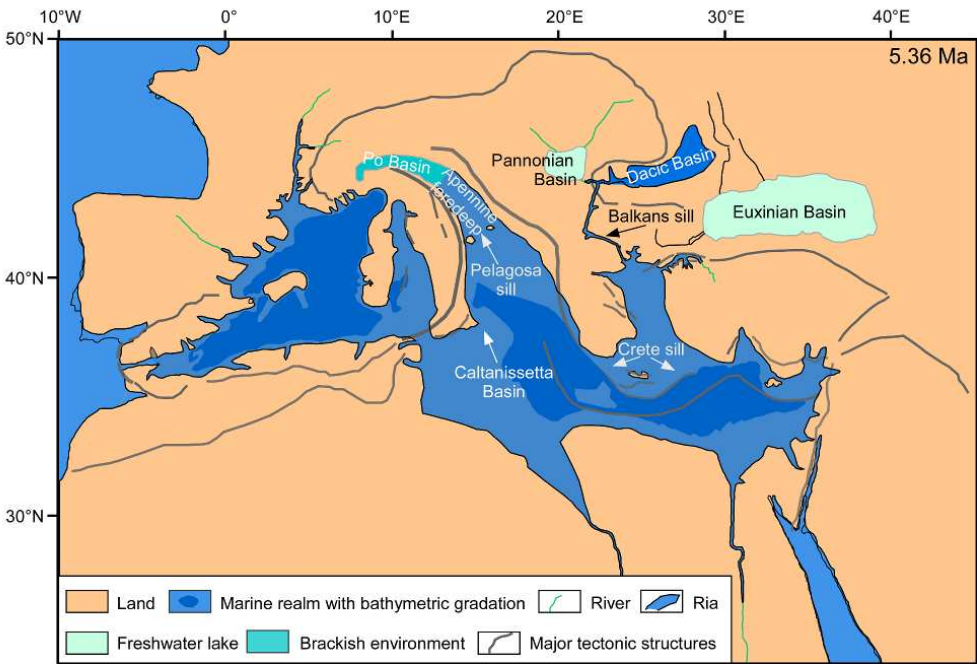 10°W 0° 10°E 20°E 30°E 40°E
50°N
5.36 Ma
Po Basin
Pannonian
Basin
Dacic Basin
Apennine
foredeep
Balkans sill
Euxinian Basin
40°N
Pelagosa
sill
Crete sill
Caltanissetta
Basin
30°N
Land
Marine realm with bathymetric gradation
River
Ria
Freshwater lake
Brackish environment
Major tectonic structures